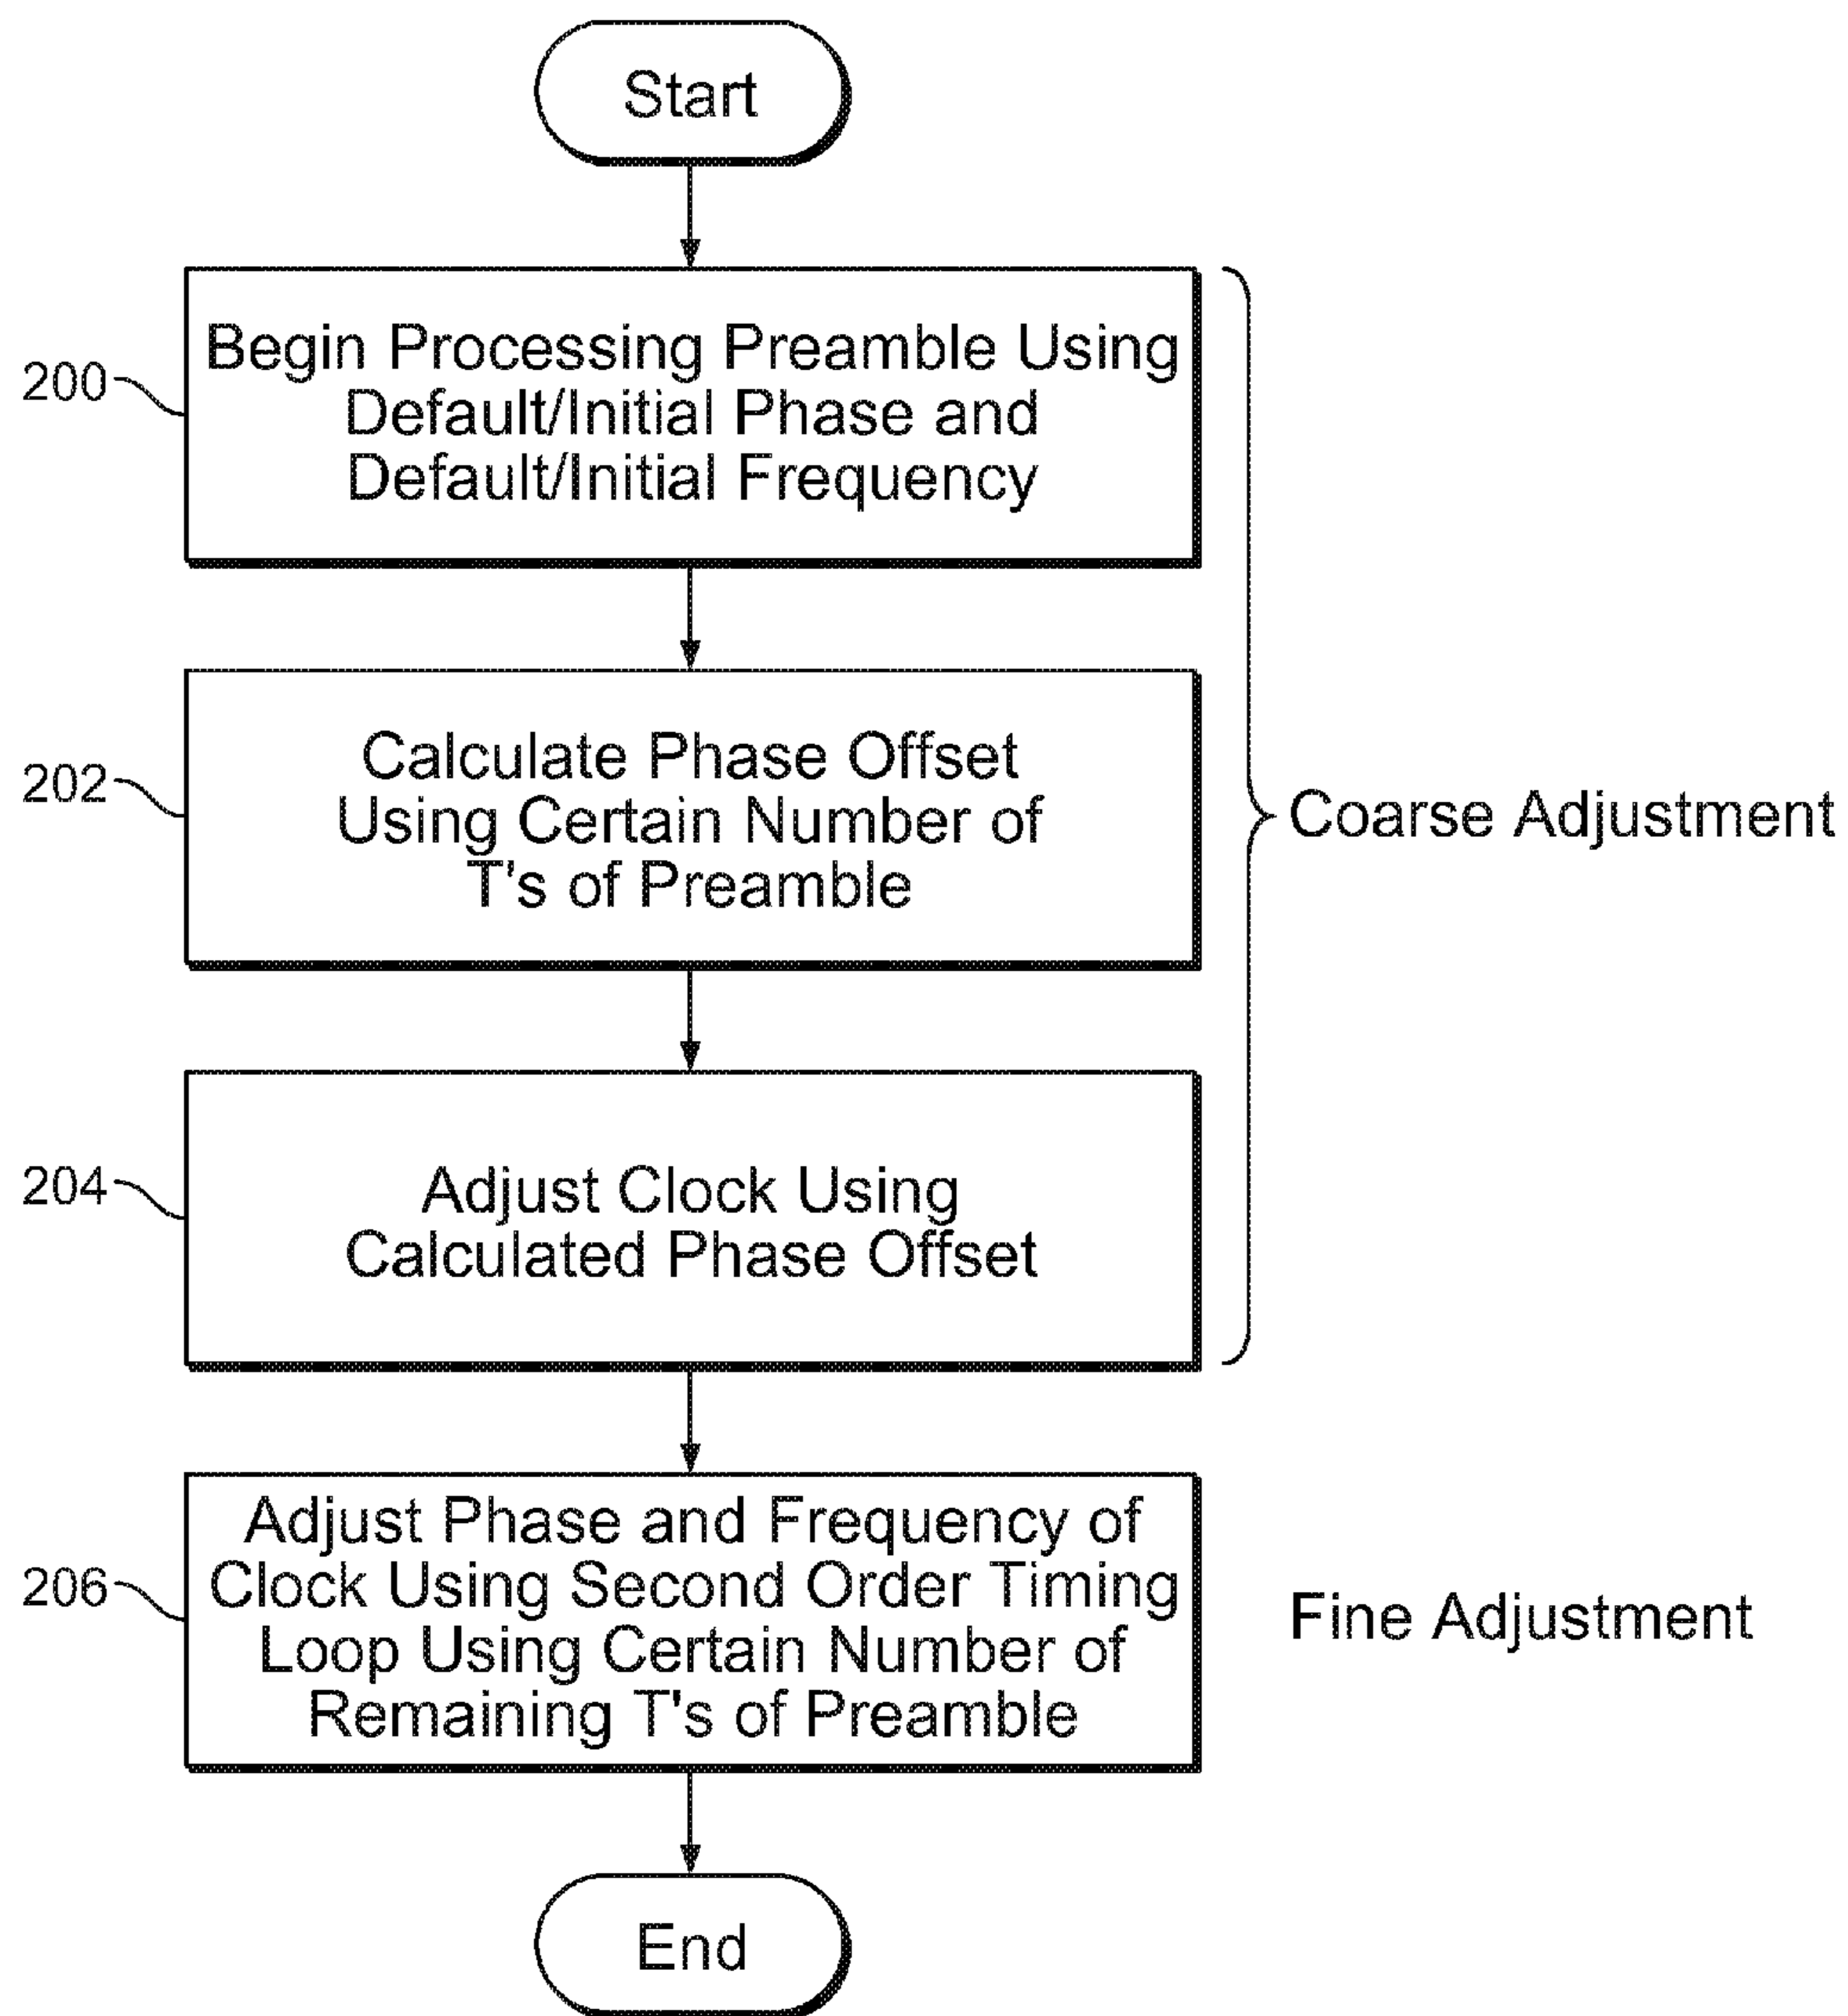 Start
200
Begin Processing Preamble Using
Default/Initial Phase and
Default/Initial Frequency
202
Calculate Phase Offset
Using Certain Number of
T's of Preamble
Coarse Adjustment
204
Adjust Clock Using
Calculated Phase Offset
206
Adjust Phase and Frequency of
Clock Using Second Order Timing
Loop Using Certain Number of
Remaining T's of Preamble
Fine Adjustment
End